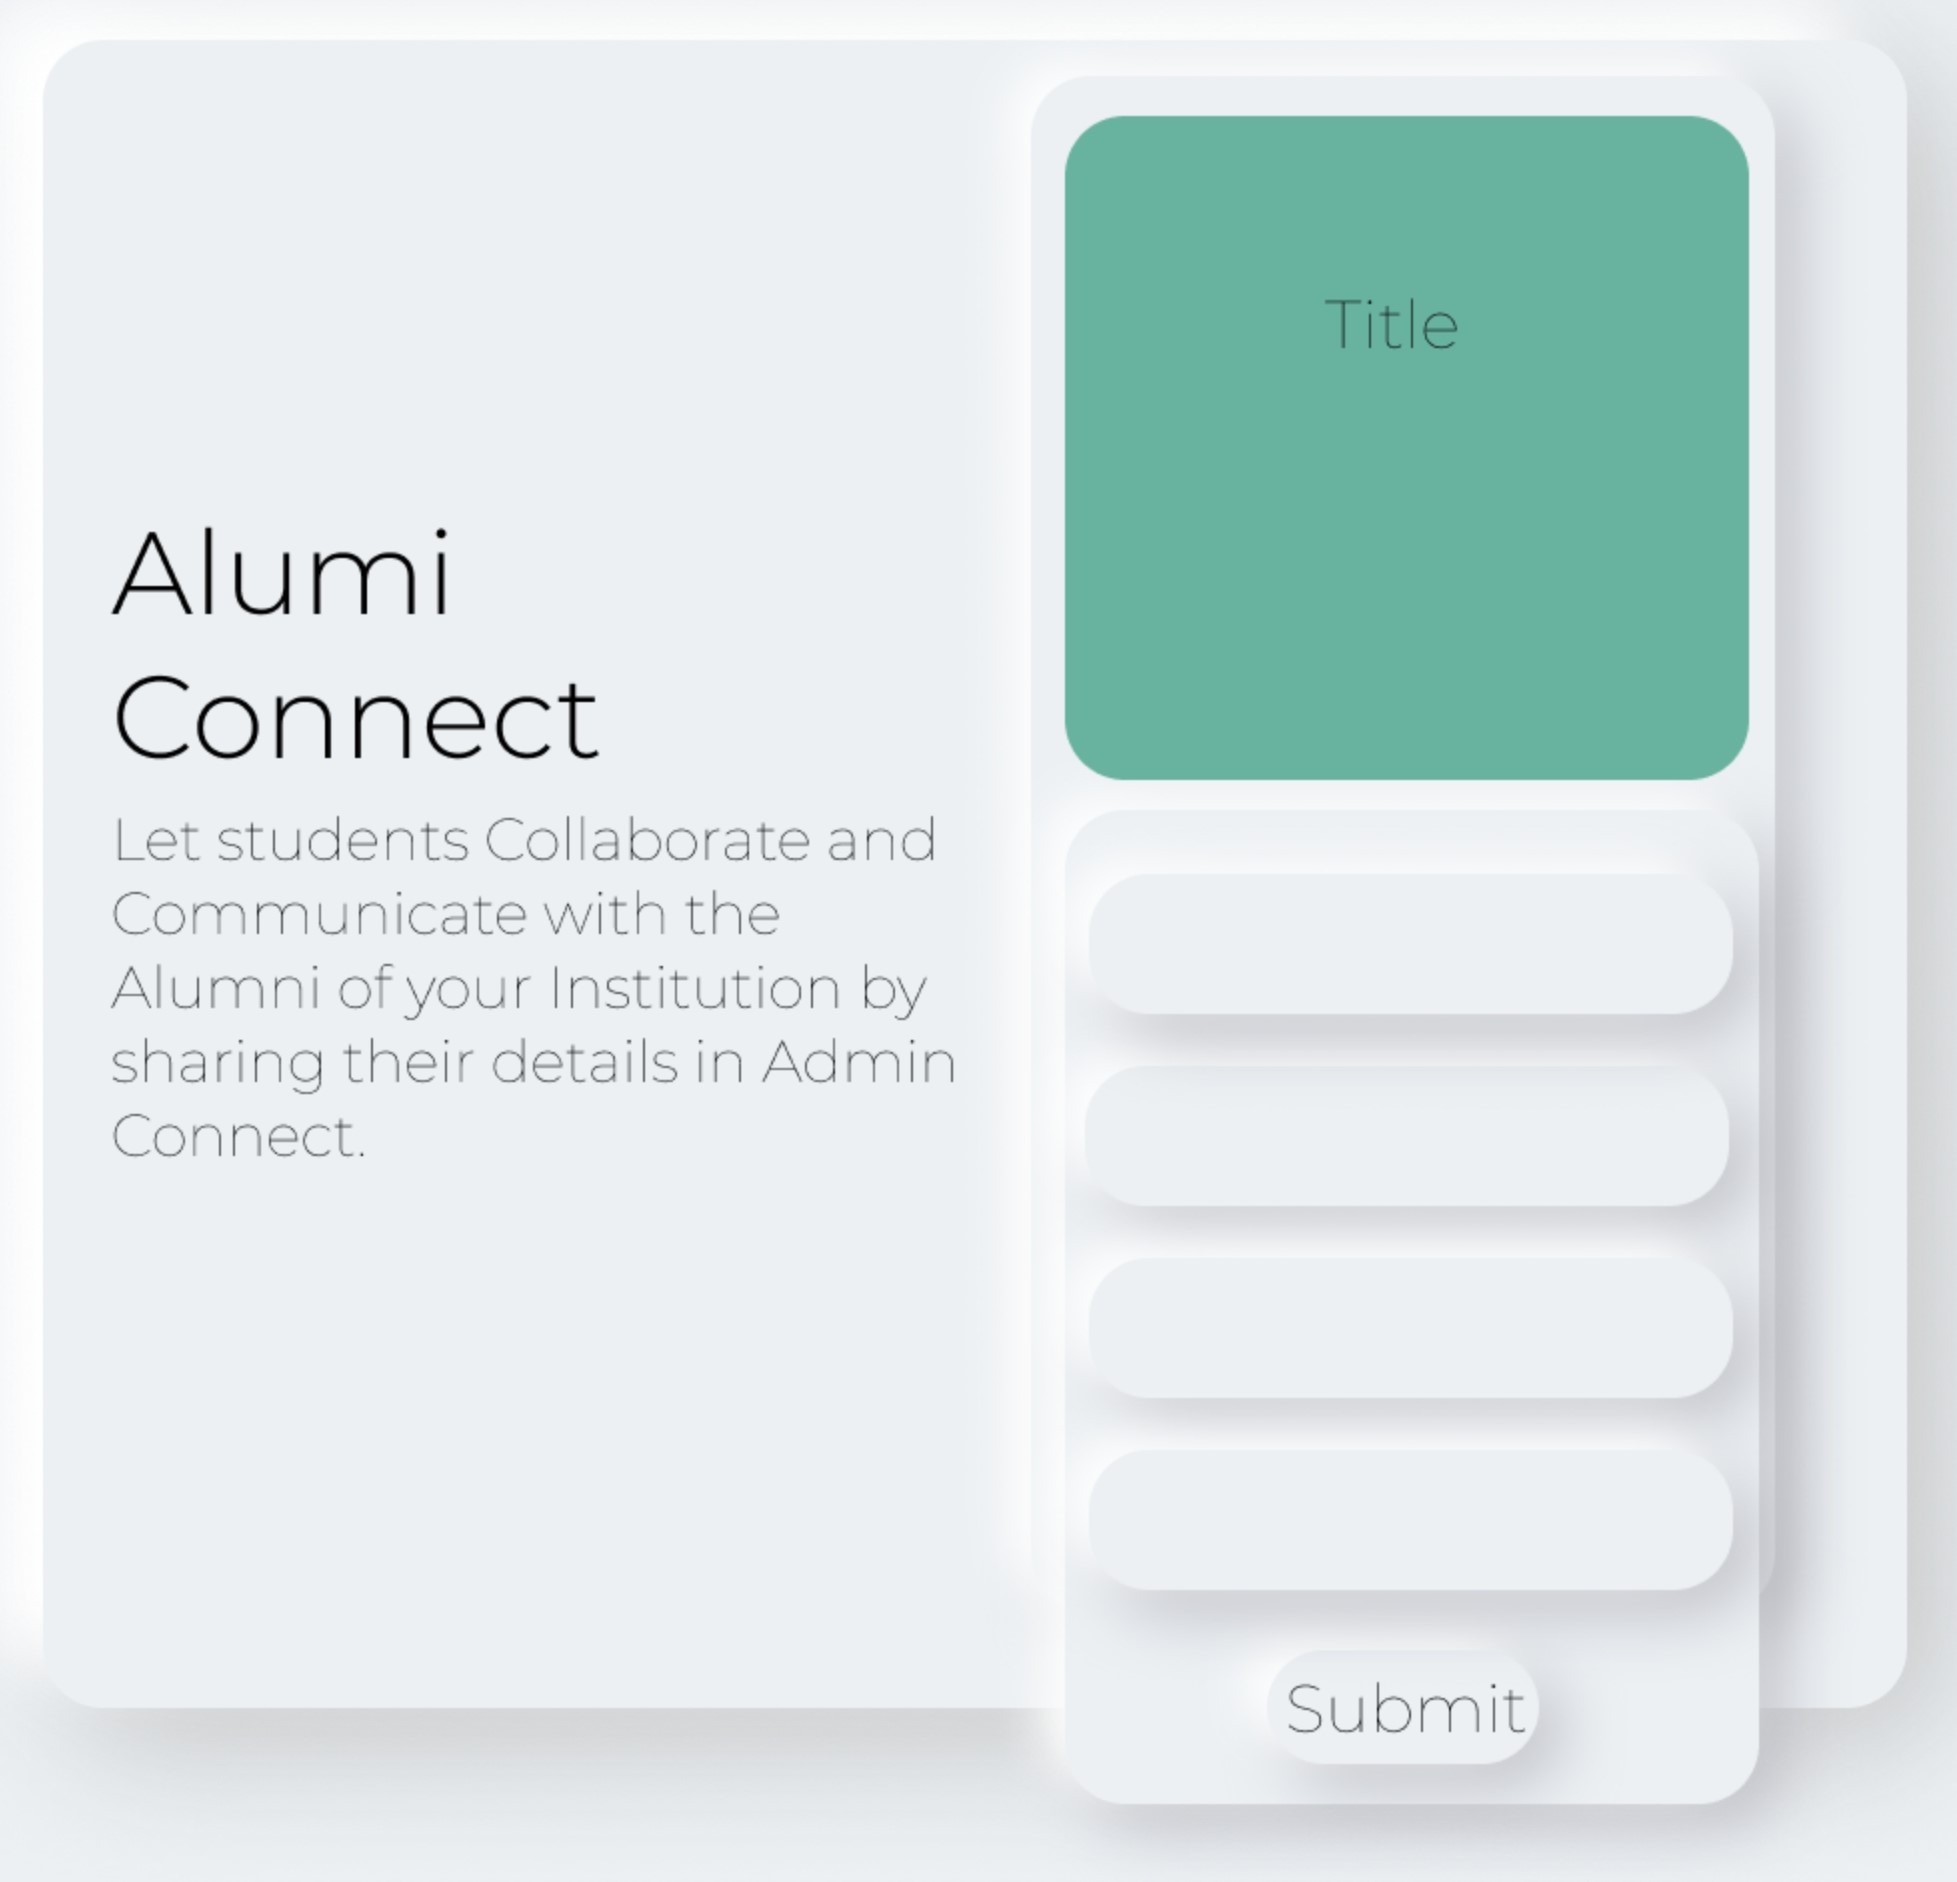 Alumi
Connect
Let students Collaborate and
Communicate with the
Alumni of your Institution by
sharing their details in Admin
Connect.
Title
Submit